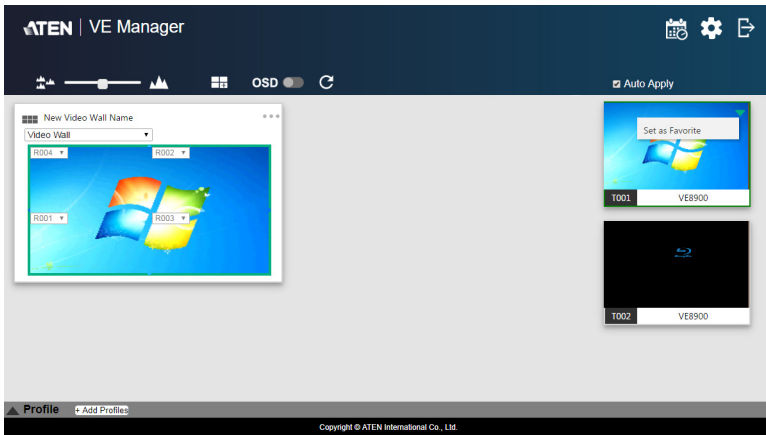 ATEN VE Manager
OSD
Auto Apply
New Video Wall Name
Video Wall
R004 R002
R001 R003
Set as Favorite
T001 VE8900
T002 VE8900
Profile + Add Profiles
Copyright © ATEN International Co., Ltd.